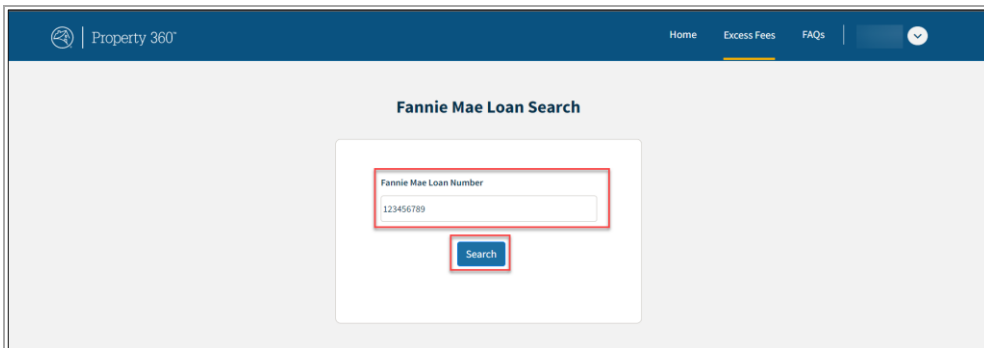 Property 360™ Home Excess Fees FAQs
Fannie Mae Loan Search
Fannie Mae Loan Number
123456789
Search